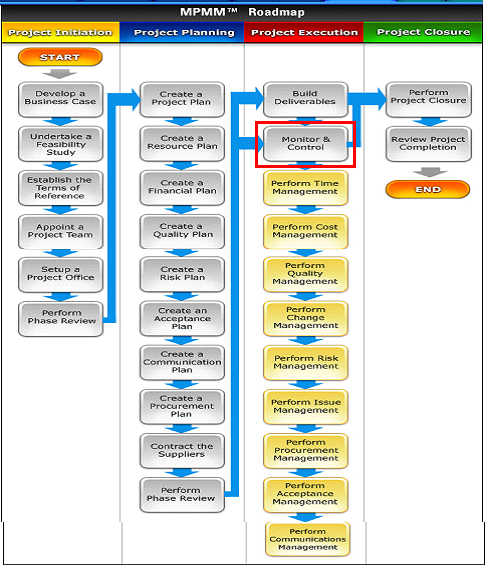 MPMM™ Roadmap
Project Initiation
Project Planning
Project Execution
Project Closure
START
Develop a
Business Case
Undertake a
Feasibility
Study
Establish the
Terms of
Reference
Appoint a
Project Team
Setup a
Project Office
Perform
Phase Review
Create a
Project Plan
Create a
Resource Plan
Create a
Financial Plan
Create a
Quality Plan
Create a
Risk Plan
Create an
Acceptance
Plan
Create a
Communication
Plan
Create a
Procurement
Plan
Contract the
Suppliers
Perform
Phase Review
Build
Deliverables
Monitor &
Control
Perform Time
Management
Perform Cost
Management
Perform
Quality
Management
Perform
Change
Management
Perform Risk
Management
Perform Issue
Management
Perform
Procurement
Management
Perform
Acceptance
Management
Perform
Communications
Management
Perform
Project Closure
Review Project
Completion
END